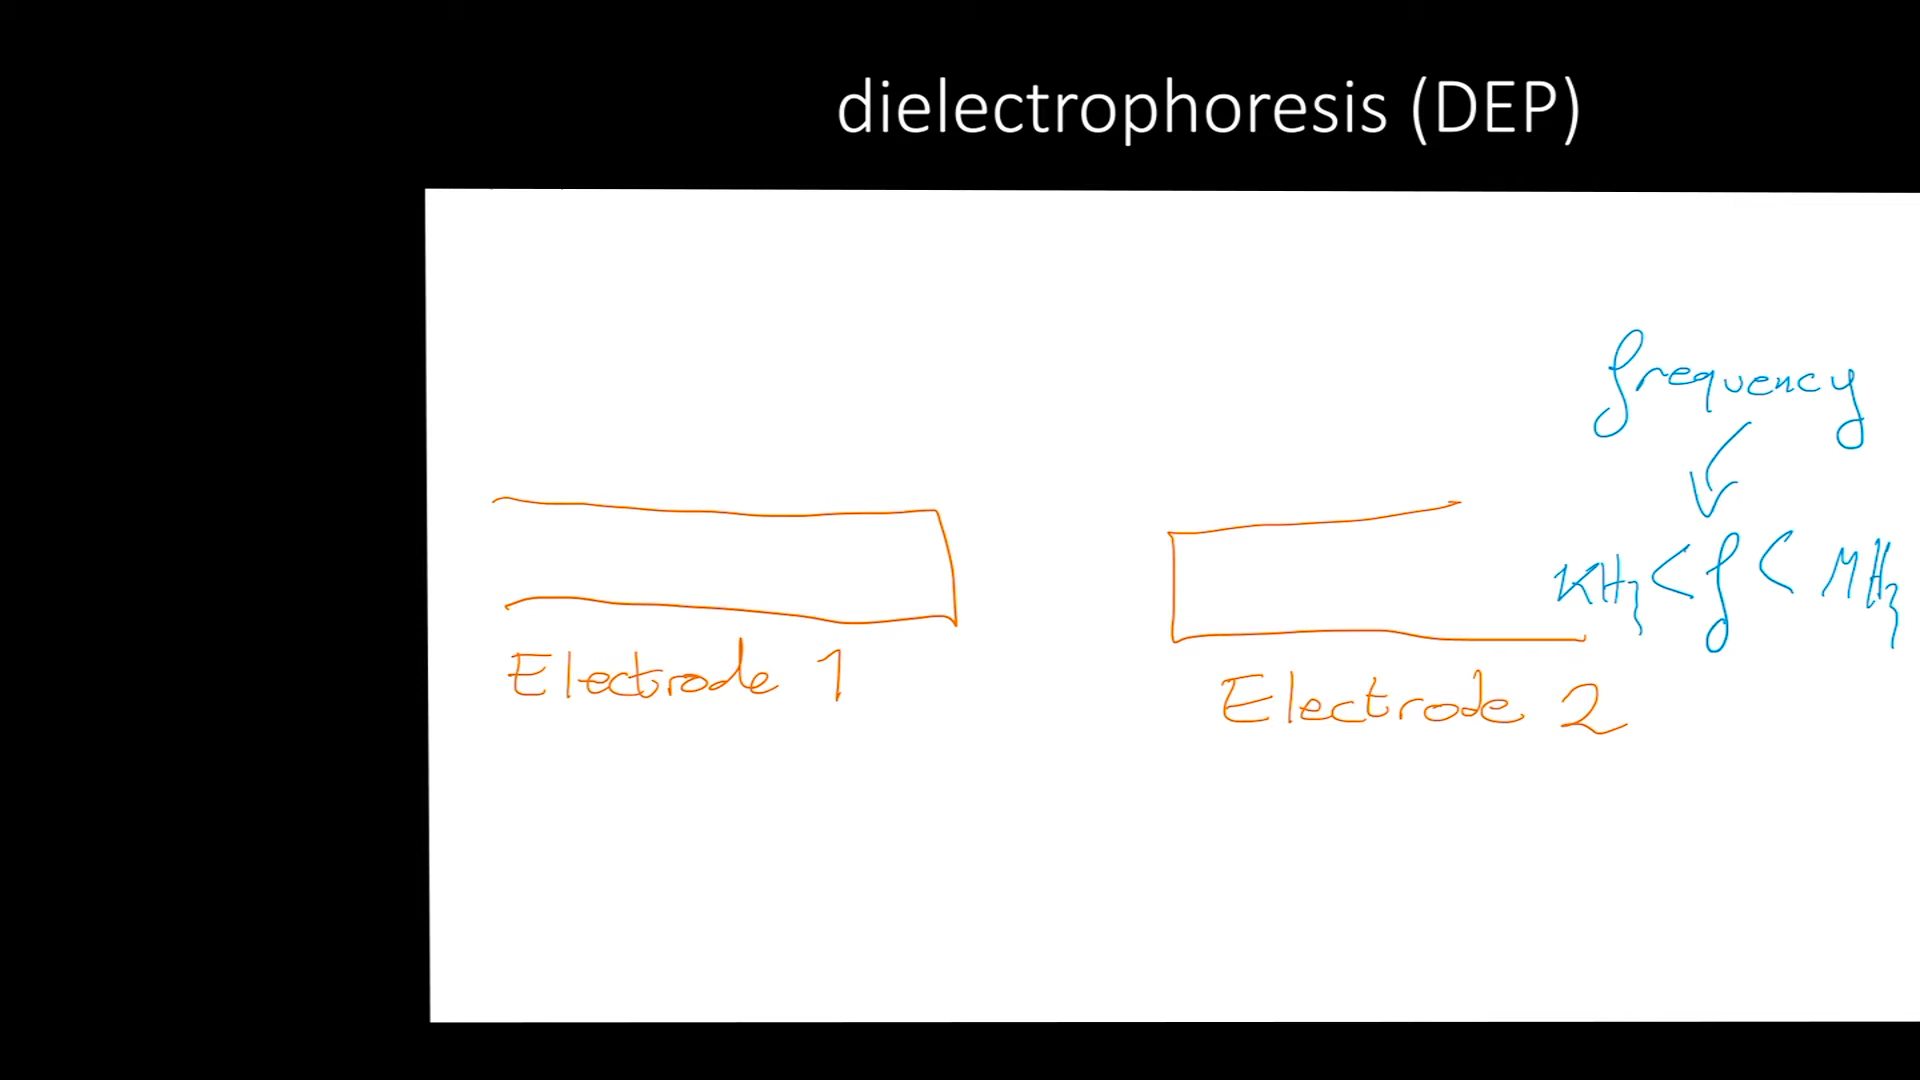 dielectrophoresis (DEP)
frequency
KHz < f < MHz
Electrode 1
Electrode 2